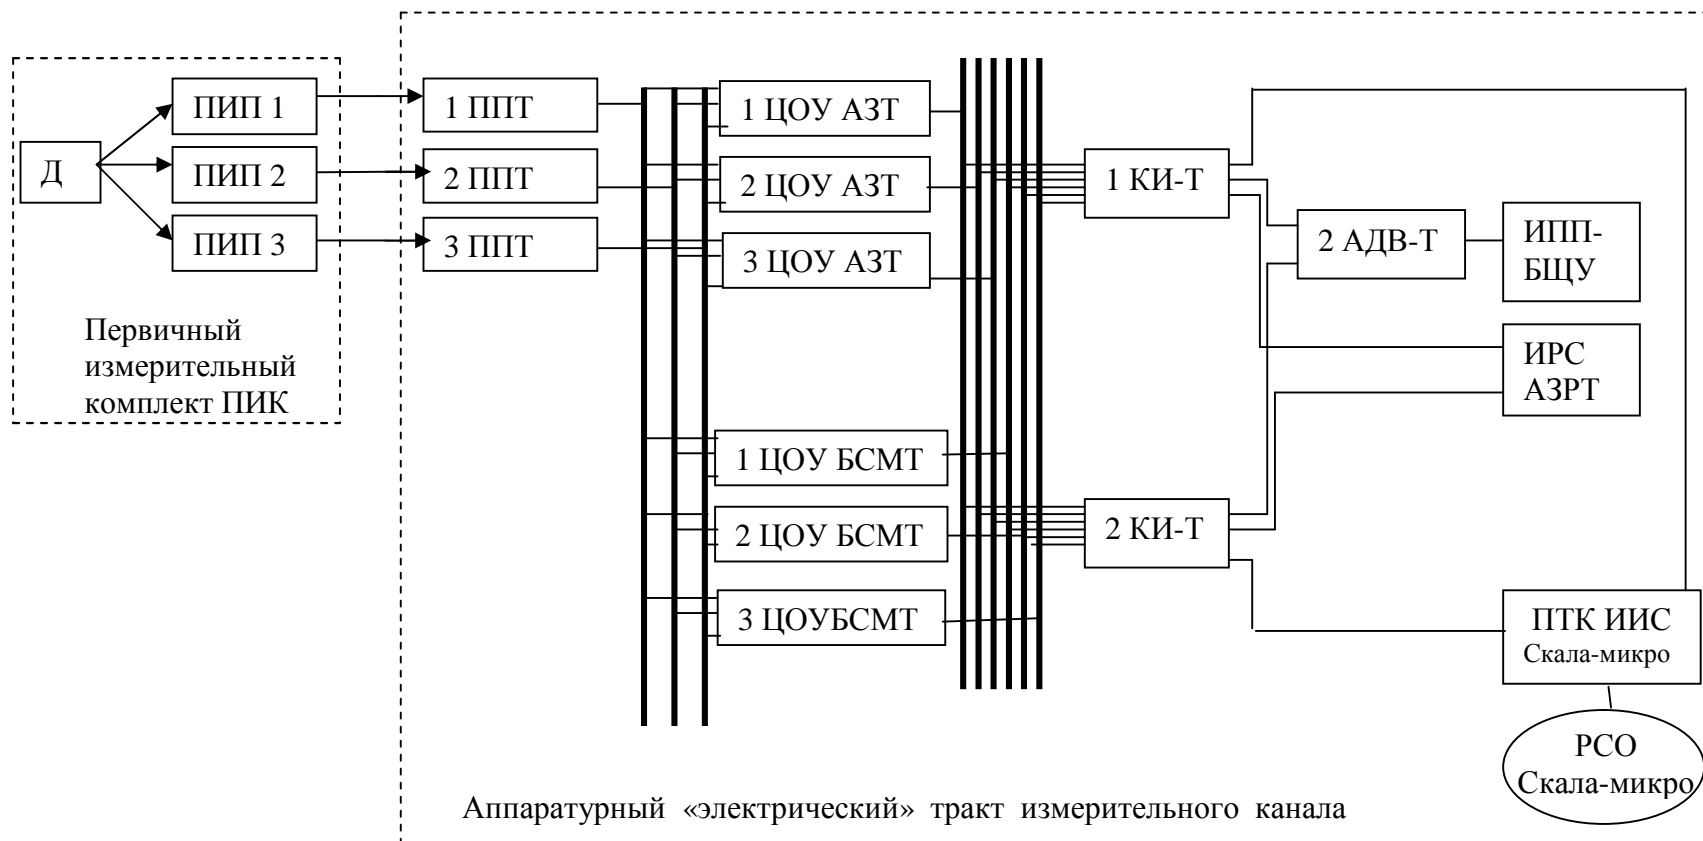 Д
ПИП 1
ПИП 2
ПИП 3
Первичный
измерительный
комплект ПИК
1 ППТ
2 ППТ
3 ППТ
1 ЦОУ АЗТ
2 ЦОУ АЗТ
3 ЦОУ АЗТ
1 ЦОУ БСМТ
2 ЦОУ БСМТ
3 ЦОУБСМТ
1 КИ-Т
2 КИ-Т
2 АДВ-Т
ИПП-
БЩУ
ИРС
АЗРТ
ПТК ИИС
Скала-микро
РСО
Скала-микро
Аппаратурный «электрический» тракт измерительного канала